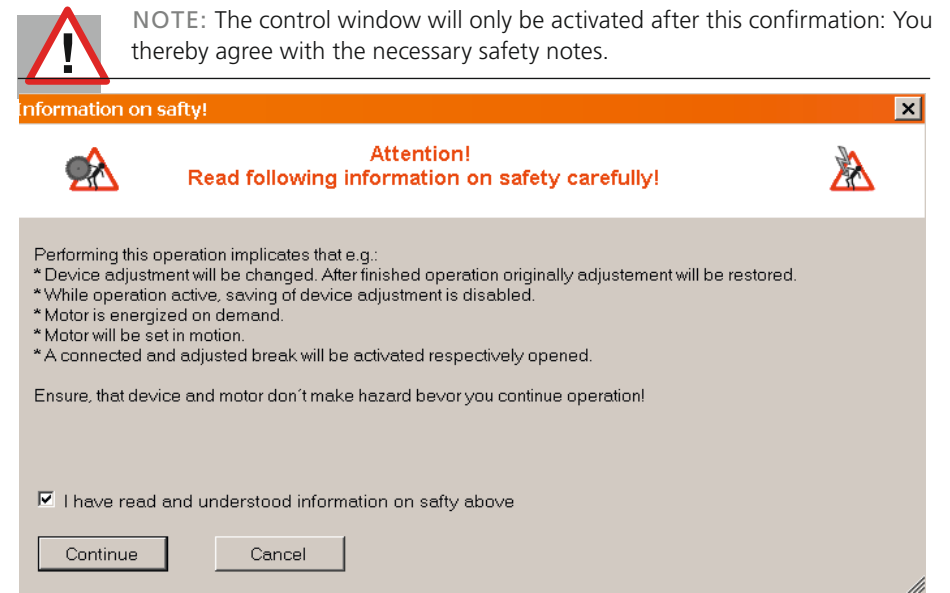 NOTE: The control window will only be activated after this confirmation: You
thereby agree with the necessary safety notes.
Information on safty!
Attention!
Read following information on safety carefully!
Performing this operation implicates that e.g.:
* Device adjustment will be changed. After finished operation originally adjustement will be restored.
* While operation active, saving of device adjustment is disabled.
* Motor is energized on demand.
* Motor will be set in motion.
* A connected and adjusted break will be activated respectively opened.
Ensure, that device and motor don´t make hazard bevor you continue operation!
I have read and understood information on safty above
Continue
Cancel